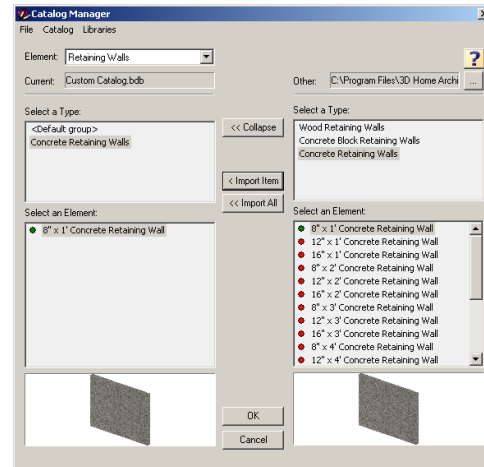 Catalog Manager
File Catalog Libraries
Element: Retaining Walls
?
Current: Custom Catalog.bdb
Other: C:\Program Files\3D Home Archi ...
Select a Type:
<Default group>
Concrete Retaining Walls
<< Collapse
Select a Type:
Wood Retaining Walls
Concrete Block Retaining Walls
Concrete Retaining Walls
< Import Item
<< Import All
Select an Element:
8" x 1' Concrete Retaining Wall
Select an Element:
8" x 1' Concrete Retaining Wall
12" x 1' Concrete Retaining Wall
16" x 1' Concrete Retaining Wall
8" x 2' Concrete Retaining Wall
12" x 2' Concrete Retaining Wall
16" x 2' Concrete Retaining Wall
8" x 3' Concrete Retaining Wall
12" x 3' Concrete Retaining Wall
16" x 3' Concrete Retaining Wall
8" x 4' Concrete Retaining Wall
12" x 4' Concrete Retaining Wall
OK
Cancel